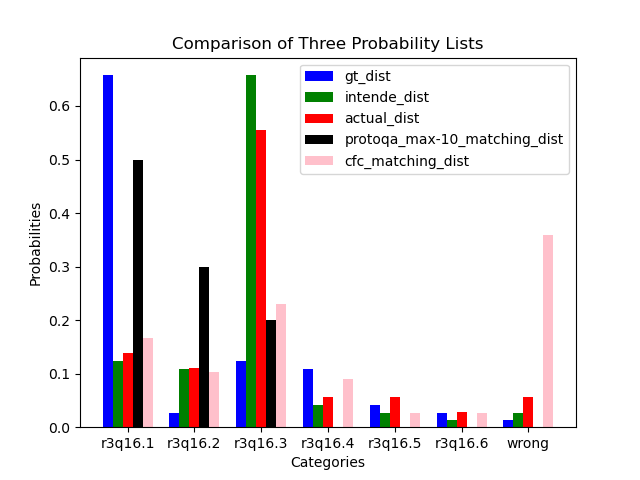 Comparison of Three Probability Lists
gt_dist
intende_dist
actual_dist
protoqa_max-10_matching_dist
cfc_matching_dist
Probabilities
0.6
0.5
0.4
0.3
0.2
0.1
0.0
r3q16.1 r3q16.2 r3q16.3 r3q16.4 r3q16.5 r3q16.6 wrong
Categories